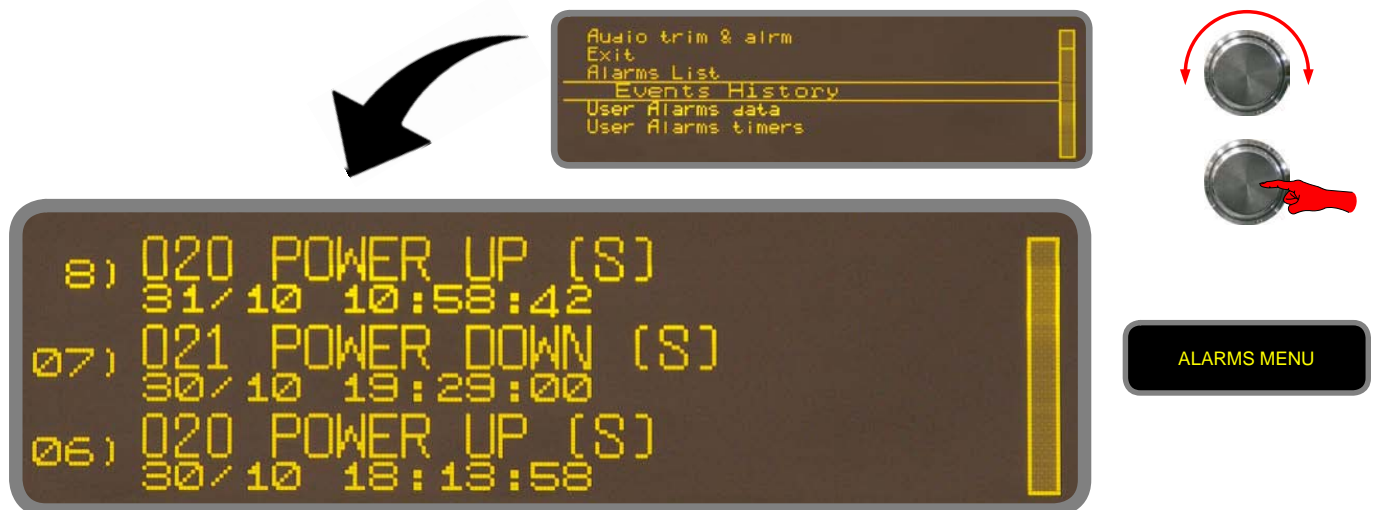 Audio trim & alrm
Exit
Alarms List
Events History
User Alarms data
User Alarms timers
8) 020 POWER UP (S)
31/10 10:58:42
07) 021 POWER DOWN (S)
30/10 19:29:00
06) 020 POWER UP (S)
30/10 18:13:58
ALARMS MENU